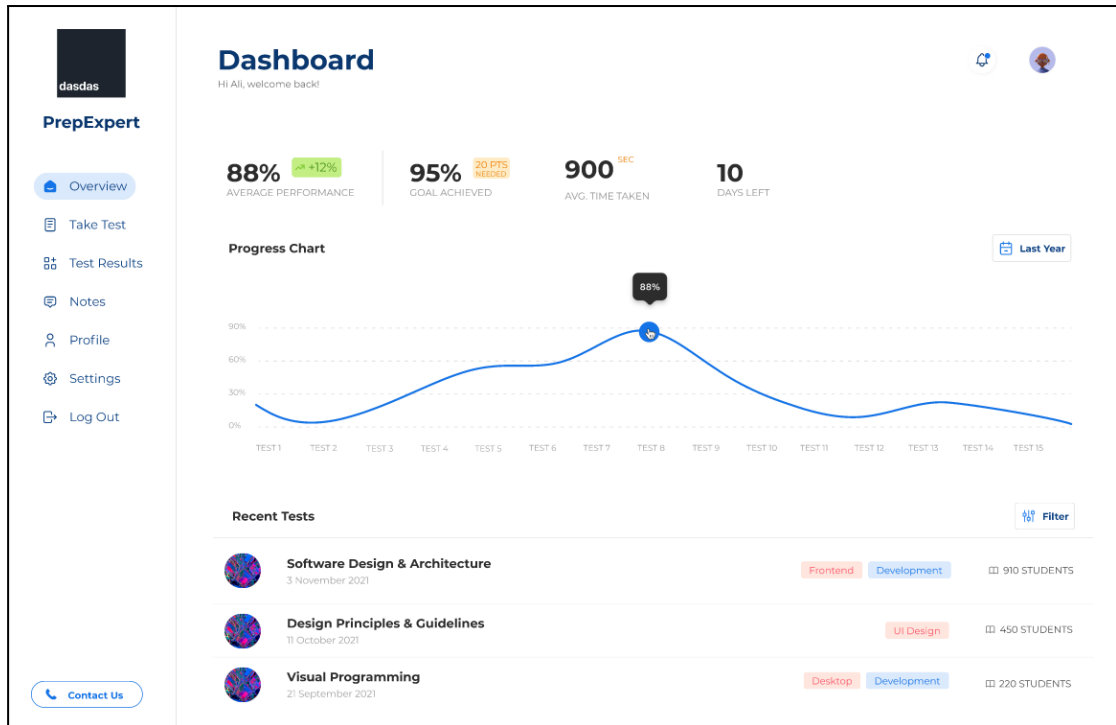 dasdas
PrepExpert
Overview
Take Test
Test Results
Notes
Profile
Settings
Log Out
Contact Us
Dashboard
Hi Ali, welcome back!
88% +12%
AVERAGE PERFORMANCE
95% 20 PTS NEEDED
GOAL ACHIEVED
900 SEC
AVG. TIME TAKEN
10
DAYS LEFT
Progress Chart
Last Year
88%
90%
60%
30%
0%
TEST 1 TEST 2 TEST 3 TEST 4 TEST 5 TEST 6 TEST 7 TEST 8 TEST 9 TEST 10 TEST 11 TEST 12 TEST 13 TEST 14 TEST 15
Recent Tests
Filter
Software Design & Architecture
3 November 2021
Frontend Development 910 STUDENTS
Design Principles & Guidelines
11 October 2021
UI Design 450 STUDENTS
Visual Programming
21 September 2021
Desktop Development 220 STUDENTS